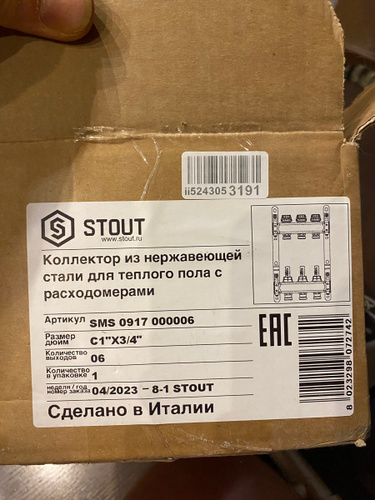 ii524305 3191
STOUT
www.stout.ru
Коллектор из нержавеющей
стали для теплого пола с
расходомерами
Артикул SMS 0917 000006
Размер
дюйм C1"X3/4"
Количество
выходов 06
Количество
в упаковке 1
неделя / год
номер заказа 04/2023 – 8-1 STOUT
Сделано в Италии
EAC
8 023298 072742